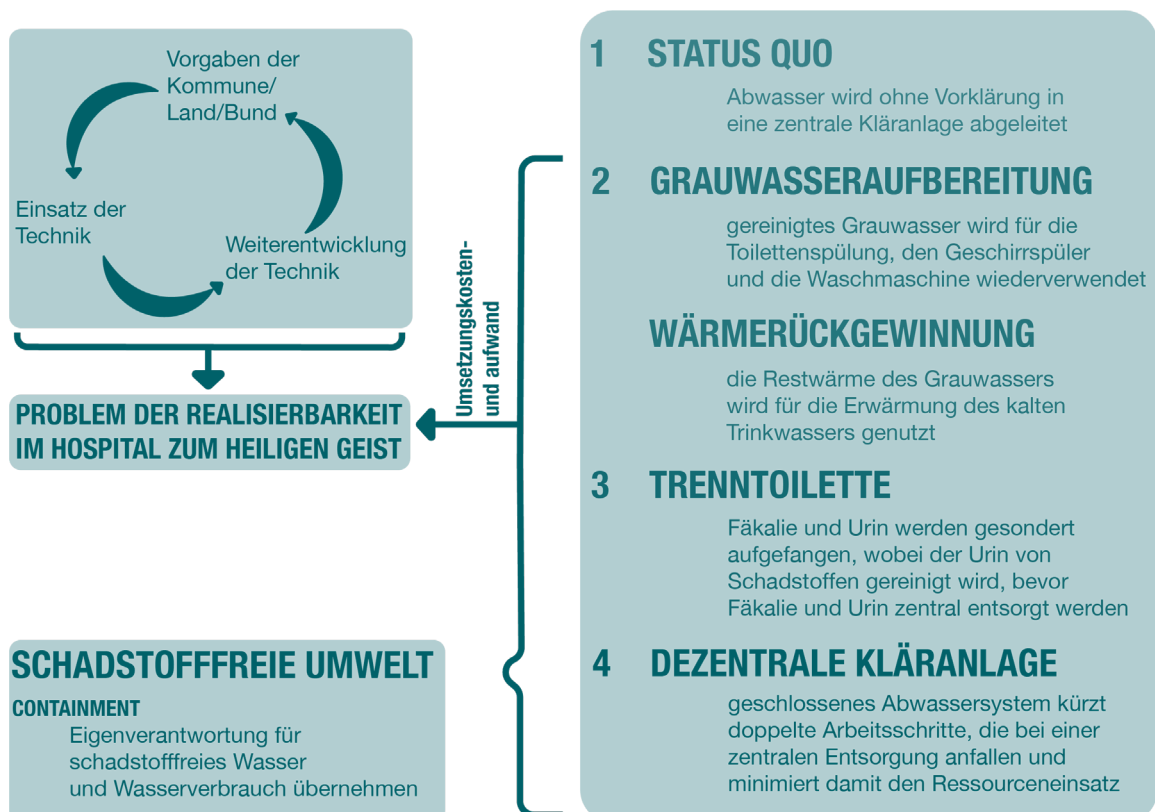 Vorgaben der
Kommune/
Land/Bund
Einsatz der
Technik
Weiterentwicklung
der Technik
PROBLEM DER REALISIERBARKEIT
IM HOSPITAL ZUM HEILIGEN GEIST
Umsetzungskosten-
und aufwand
SCHADSTOFFFREIE UMWELT
CONTAINMENT
Eigenverantwortung für
schadstofffreies Wasser
und Wasserverbrauch übernehmen
1 STATUS QUO
Abwasser wird ohne Vorklärung in
eine zentrale Kläranlage abgeleitet
2 GRAUWASSERAUFBEREITUNG
gereinigtes Grauwasser wird für die
Toilettenspülung, den Geschirrspüler
und die Waschmaschine wiederverwendet
WÄRMERÜCKGEWINNUNG
die Restwärme des Grauwassers
wird für die Erwärmung des kalten
Trinkwassers genutzt
3 TRENNTOILETTE
Fäkalie und Urin werden gesondert
aufgefangen, wobei der Urin von
Schadstoffen gereinigt wird, bevor
Fäkalie und Urin zentral entsorgt werden
4 DEZENTRALE KLÄRANLAGE
geschlossenes Abwassersystem kürzt
doppelte Arbeitsschritte, die bei einer
zentralen Entsorgung anfallen und
minimiert damit den Ressourceneinsatz